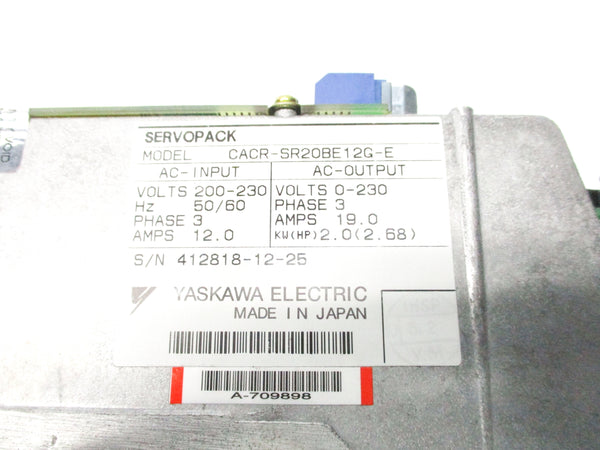 SERVOPACK
MODEL CACR-SR20BE12G-E
AC-INPUT AC-OUTPUT
VOLTS 200-230 VOLTS 0-230
Hz 50/60 PHASE 3
PHASE 3 AMPS 19.0
AMPS 12.0 KW(HP) 2.0(2.68)
S/N 412818-12-25
YASKAWA ELECTRIC
MADE IN JAPAN
INSP
A-709898